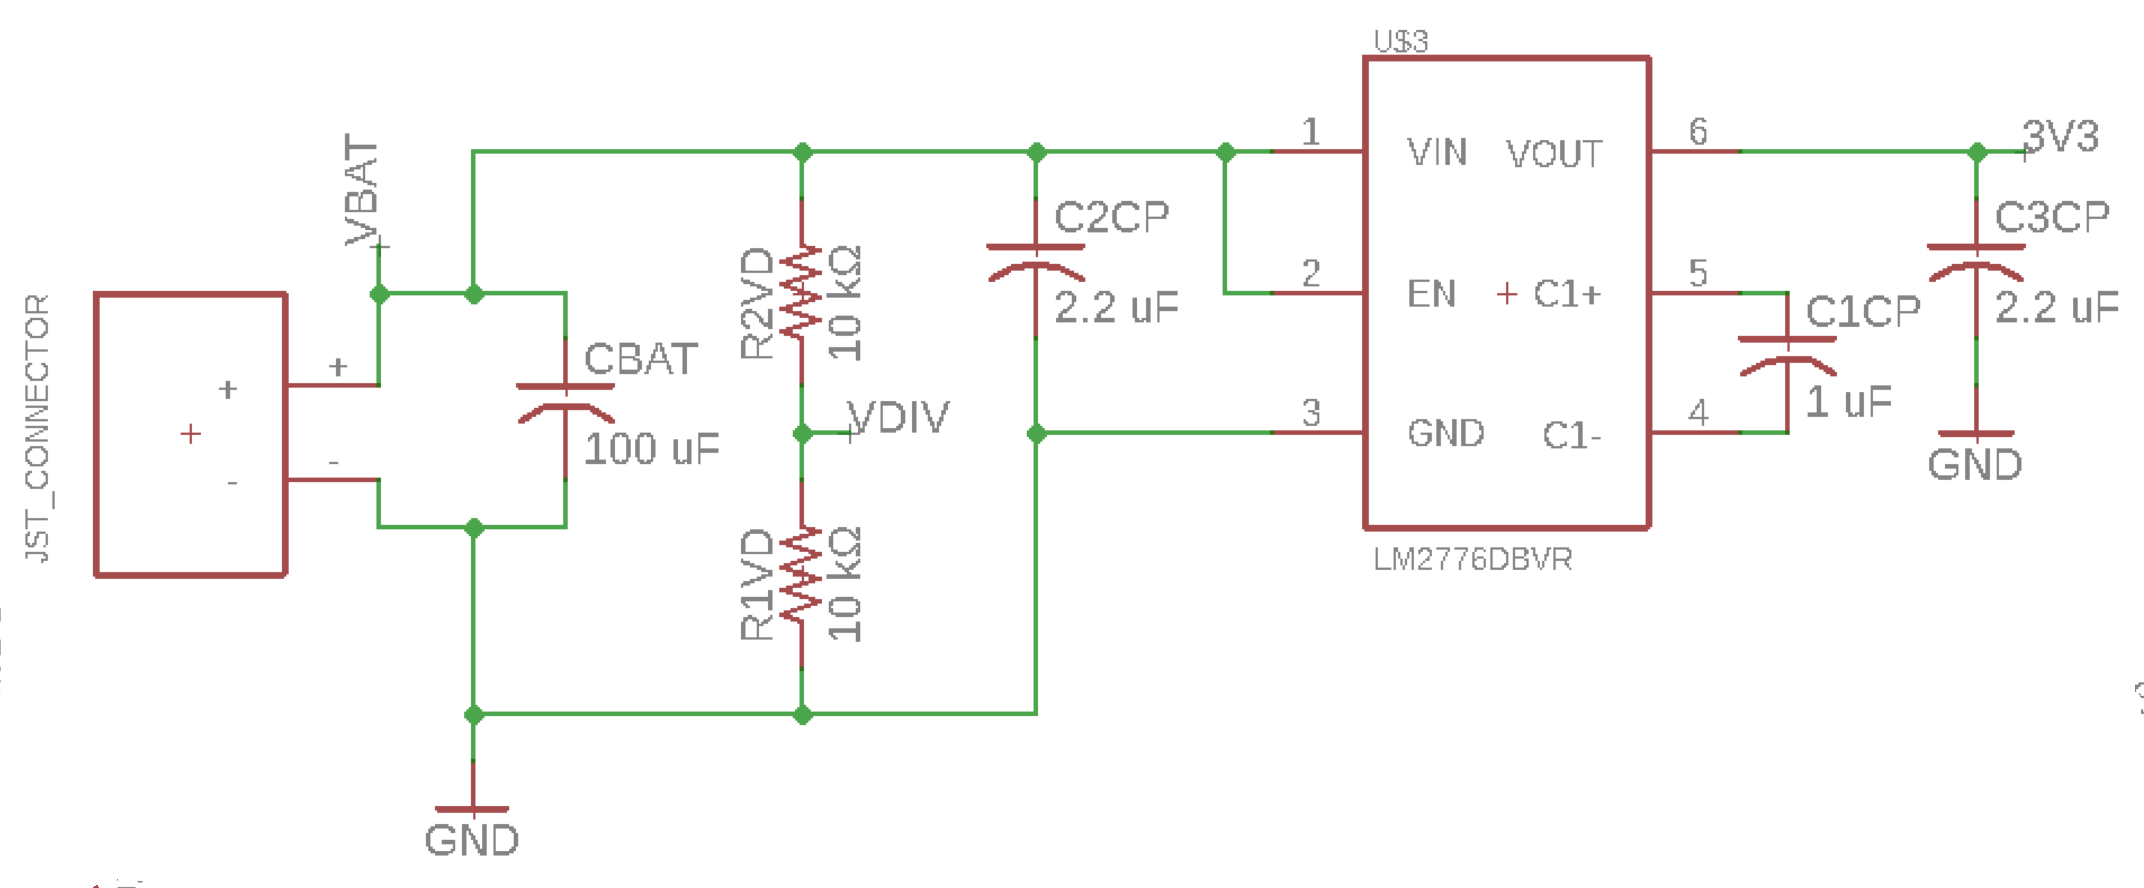 U$3
VBAT
JST_CONNECTOR
+
+
-
-
CBAT
100 uF
GND
R2VD
10 kΩ
VDIV
R1VD
10 kΩ
C2CP
2.2 uF
1
2
3
VIN
EN
GND
VOUT
C1+
C1-
6
5
4
LM2776DBVR
C1CP
1 uF
3V3
C3CP
2.2 uF
GND